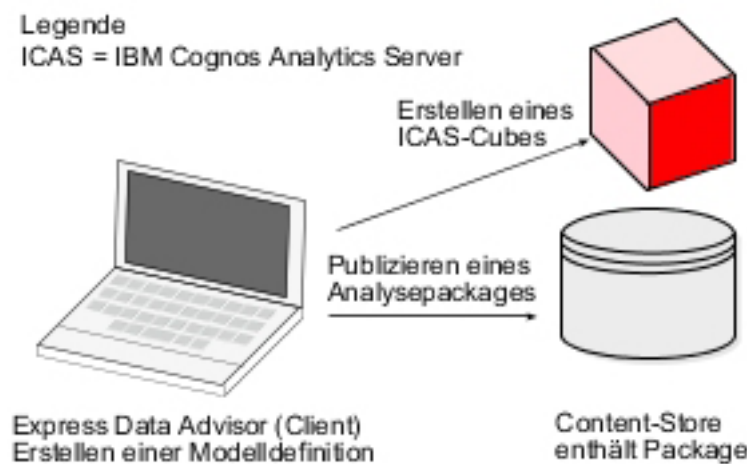 Legende
ICAS = IBM Cognos Analytics Server
Erstellen eines
ICAS-Cubes
Publizieren eines
Analysepackages
Express Data Advisor (Client)
Erstellen einer Modelldefinition
Content-Store
enthält Package